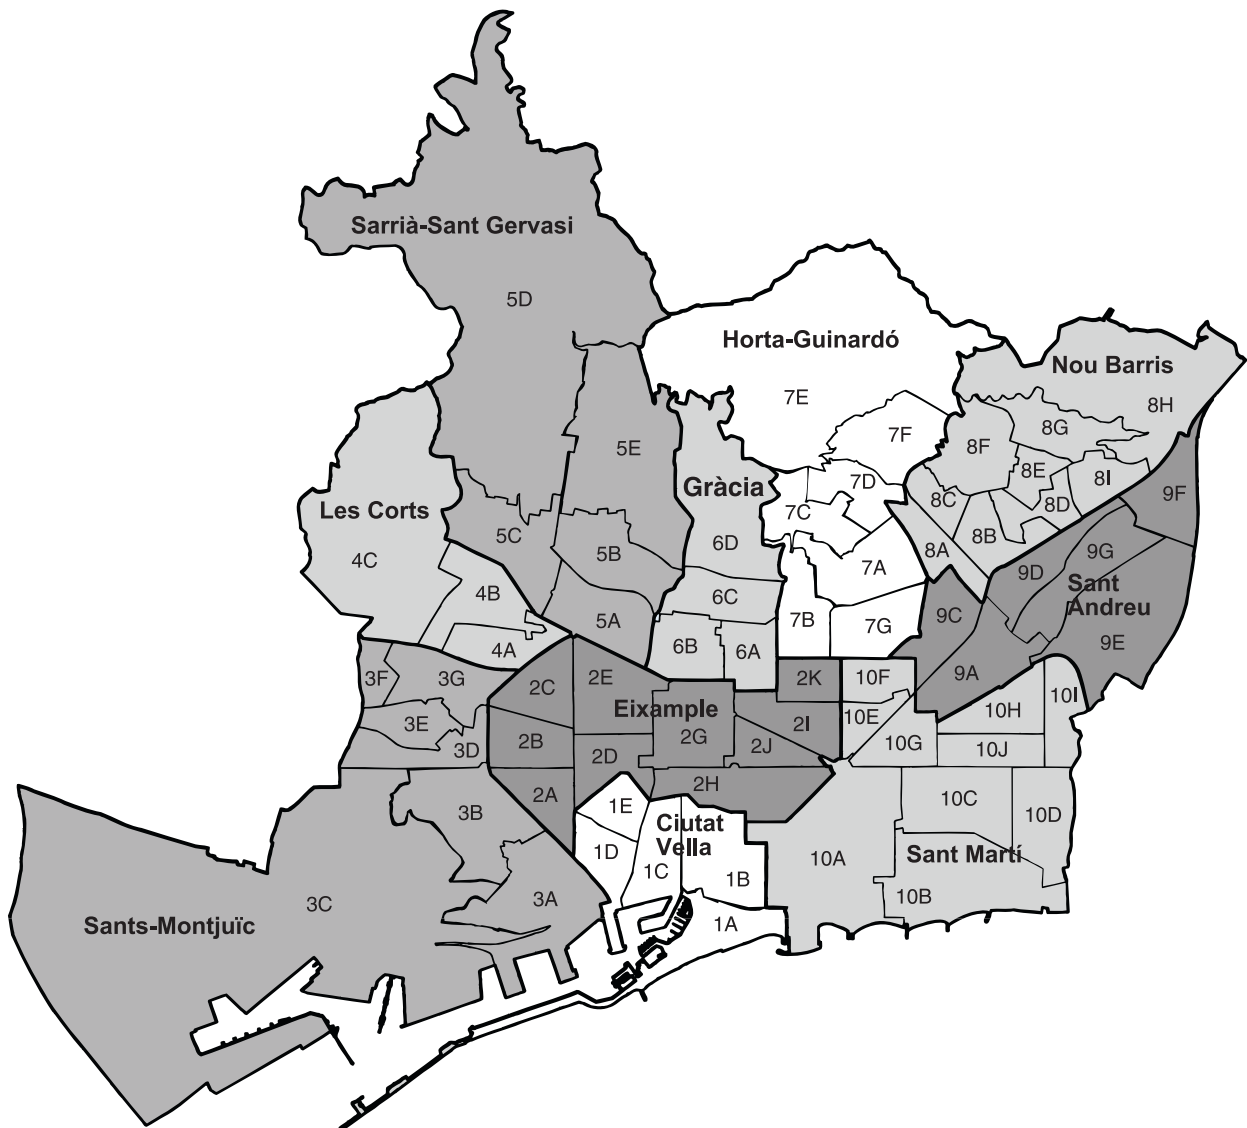 Sarrià-Sant Gervasi
5D
Horta-Guinardó
Nou Barris
7E
8H
7F
8G
5E
8F
8E
8I
Gràcia
7D
9F
Les Corts
8C
8D
5C
7C
8B
6D
5B
8A
9G
4C
7A
9D
Sant
Andreu
4B
6C
5A
7B
7G
9C
9E
4A
6B
6A
3F
3G
2C
2E
2K
10F
9A
10I
Eixample
3E
2I
10E
10H
3D
2B
2D
2G
2J
10G
10J
2A
2H
3B
1E
10C
10D
Ciutat
Vella
1D
10A
Sant Martí
1C
1B
3C
3A
10B
Sants-Montjuïc
1A